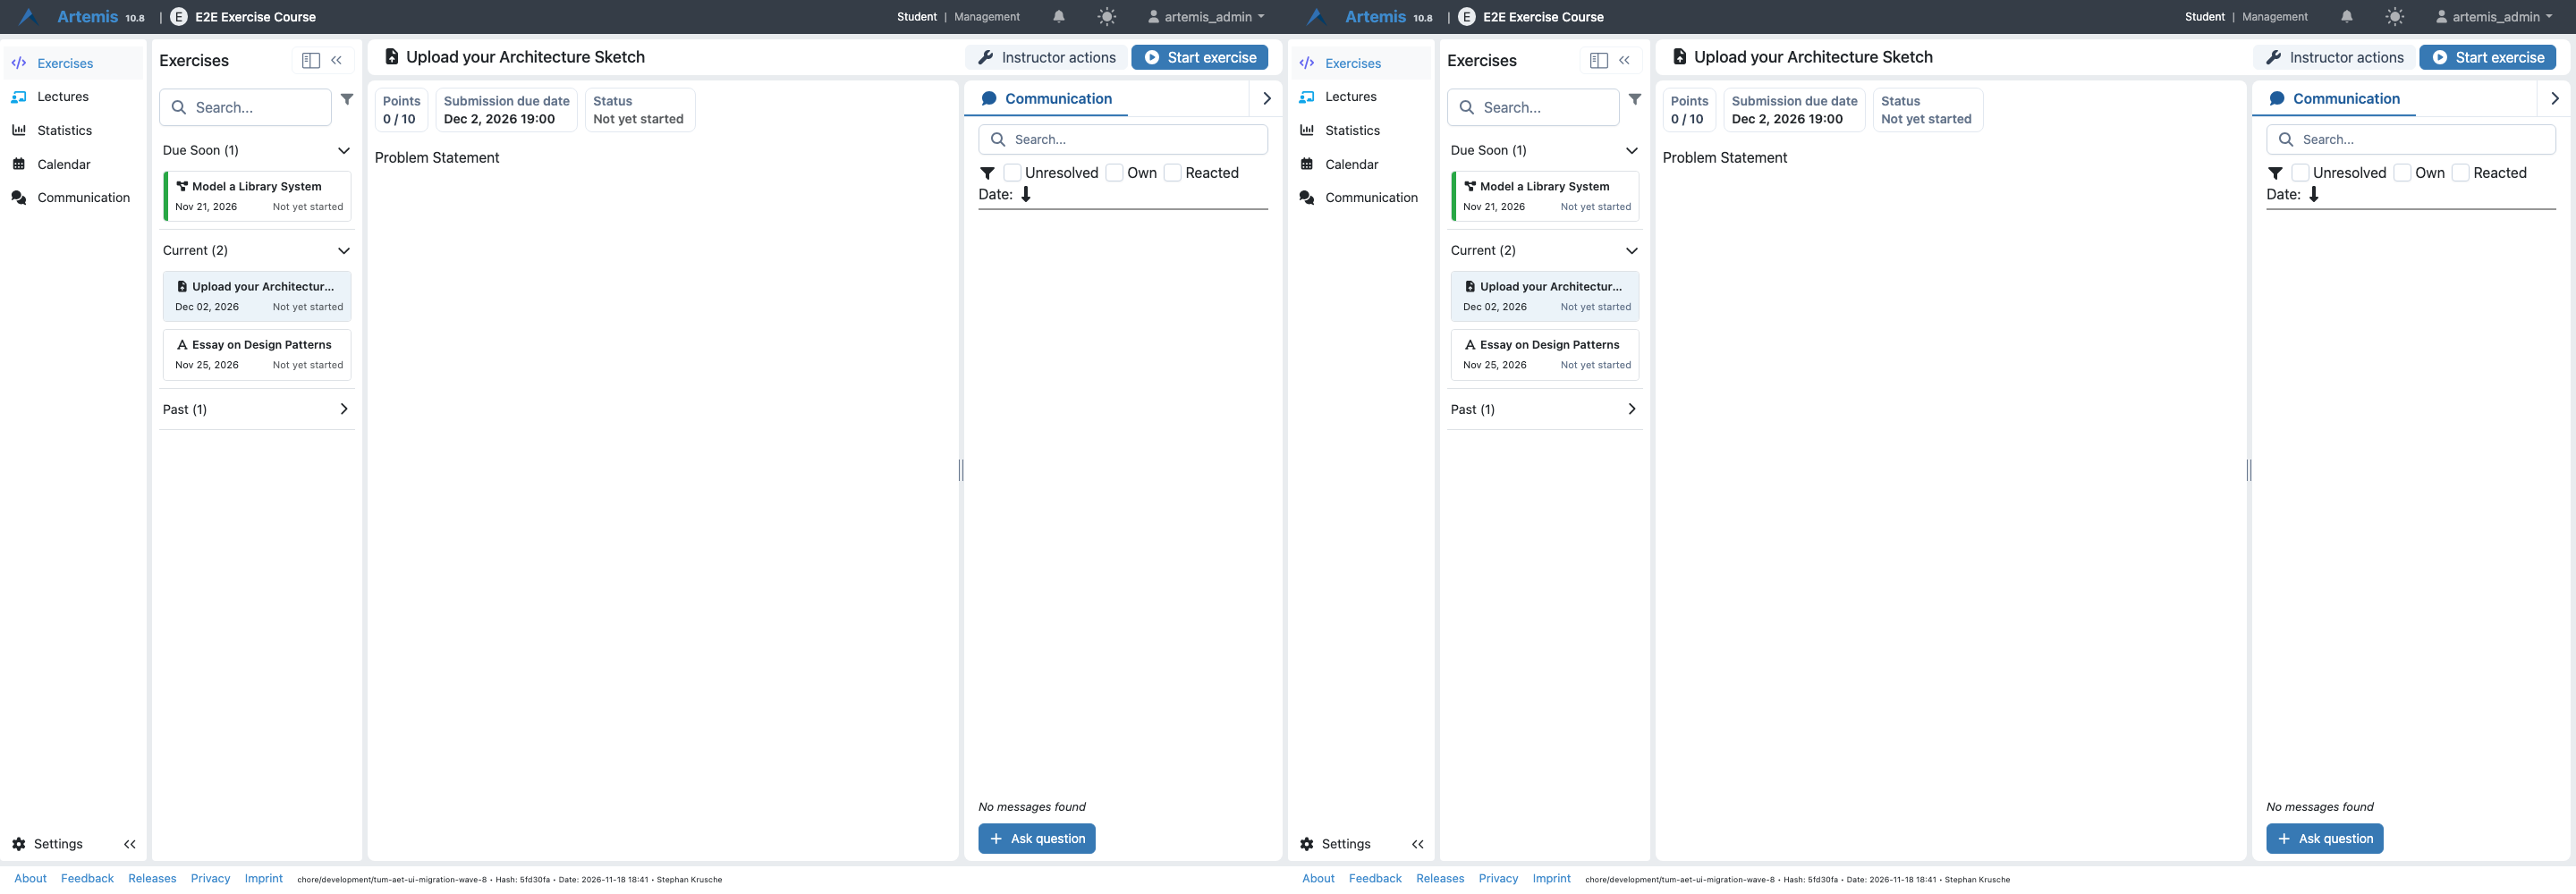 Artemis 10.8 | E E2E Exercise Course Student | Management artemis_admin
Exercises
Lectures
Statistics
Calendar
Communication
Settings
Exercises
Search...
Due Soon (1)
Model a Library System
Nov 21, 2026 Not yet started
Current (2)
Upload your Architectur...
Dec 02, 2026 Not yet started
Essay on Design Patterns
Nov 25, 2026 Not yet started
Past (1)
Upload your Architecture Sketch
Instructor actions Start exercise
Points
0 / 10
Submission due date
Dec 2, 2026 19:00
Status
Not yet started
Problem Statement
Communication
Search...
Unresolved Own Reacted
Date:
No messages found
Ask question
About Feedback Releases Privacy Imprint chore/development/tum-aet-ui-migration-wave-8 • Hash: 5fd30fa • Date: 2026-11-18 18:41 • Stephan Krusche
Artemis 10.8 | E E2E Exercise Course Student | Management artemis_admin
Exercises
Lectures
Statistics
Calendar
Communication
Settings
Exercises
Search...
Due Soon (1)
Model a Library System
Nov 21, 2026 Not yet started
Current (2)
Upload your Architectur...
Dec 02, 2026 Not yet started
Essay on Design Patterns
Nov 25, 2026 Not yet started
Past (1)
Upload your Architecture Sketch
Instructor actions Start exercise
Points
0 / 10
Submission due date
Dec 2, 2026 19:00
Status
Not yet started
Problem Statement
Communication
Search...
Unresolved Own Reacted
Date:
No messages found
Ask question
About Feedback Releases Privacy Imprint chore/development/tum-aet-ui-migration-wave-8 • Hash: 5fd30fa • Date: 2026-11-18 18:41 • Stephan Krusche